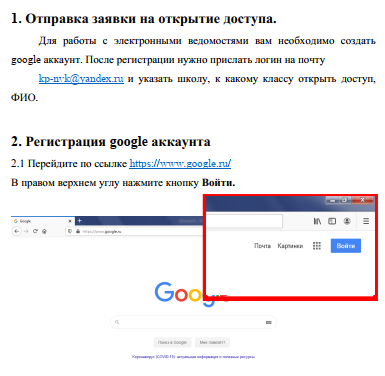 1. Отправка заявки на открытие доступа.
Для работы с электронными ведомостями вам необходимо создать
google аккаунт. После регистрации нужно прислать логин на почту
kp-nvk@yandex.ru и указать школу, к какому классу открыть доступ,
ФИО.
2. Регистрация google аккаунта
2.1 Перейдите по ссылке https://www.google.ru/
В правом верхнем углу нажмите кнопку Войти.
Google
https://www.google.ru
Почта Картинки Войти
Google
Поиск в Google Мне повезёт!
Коронавирус (COVID-19): актуальная информация и полезные ресурсы